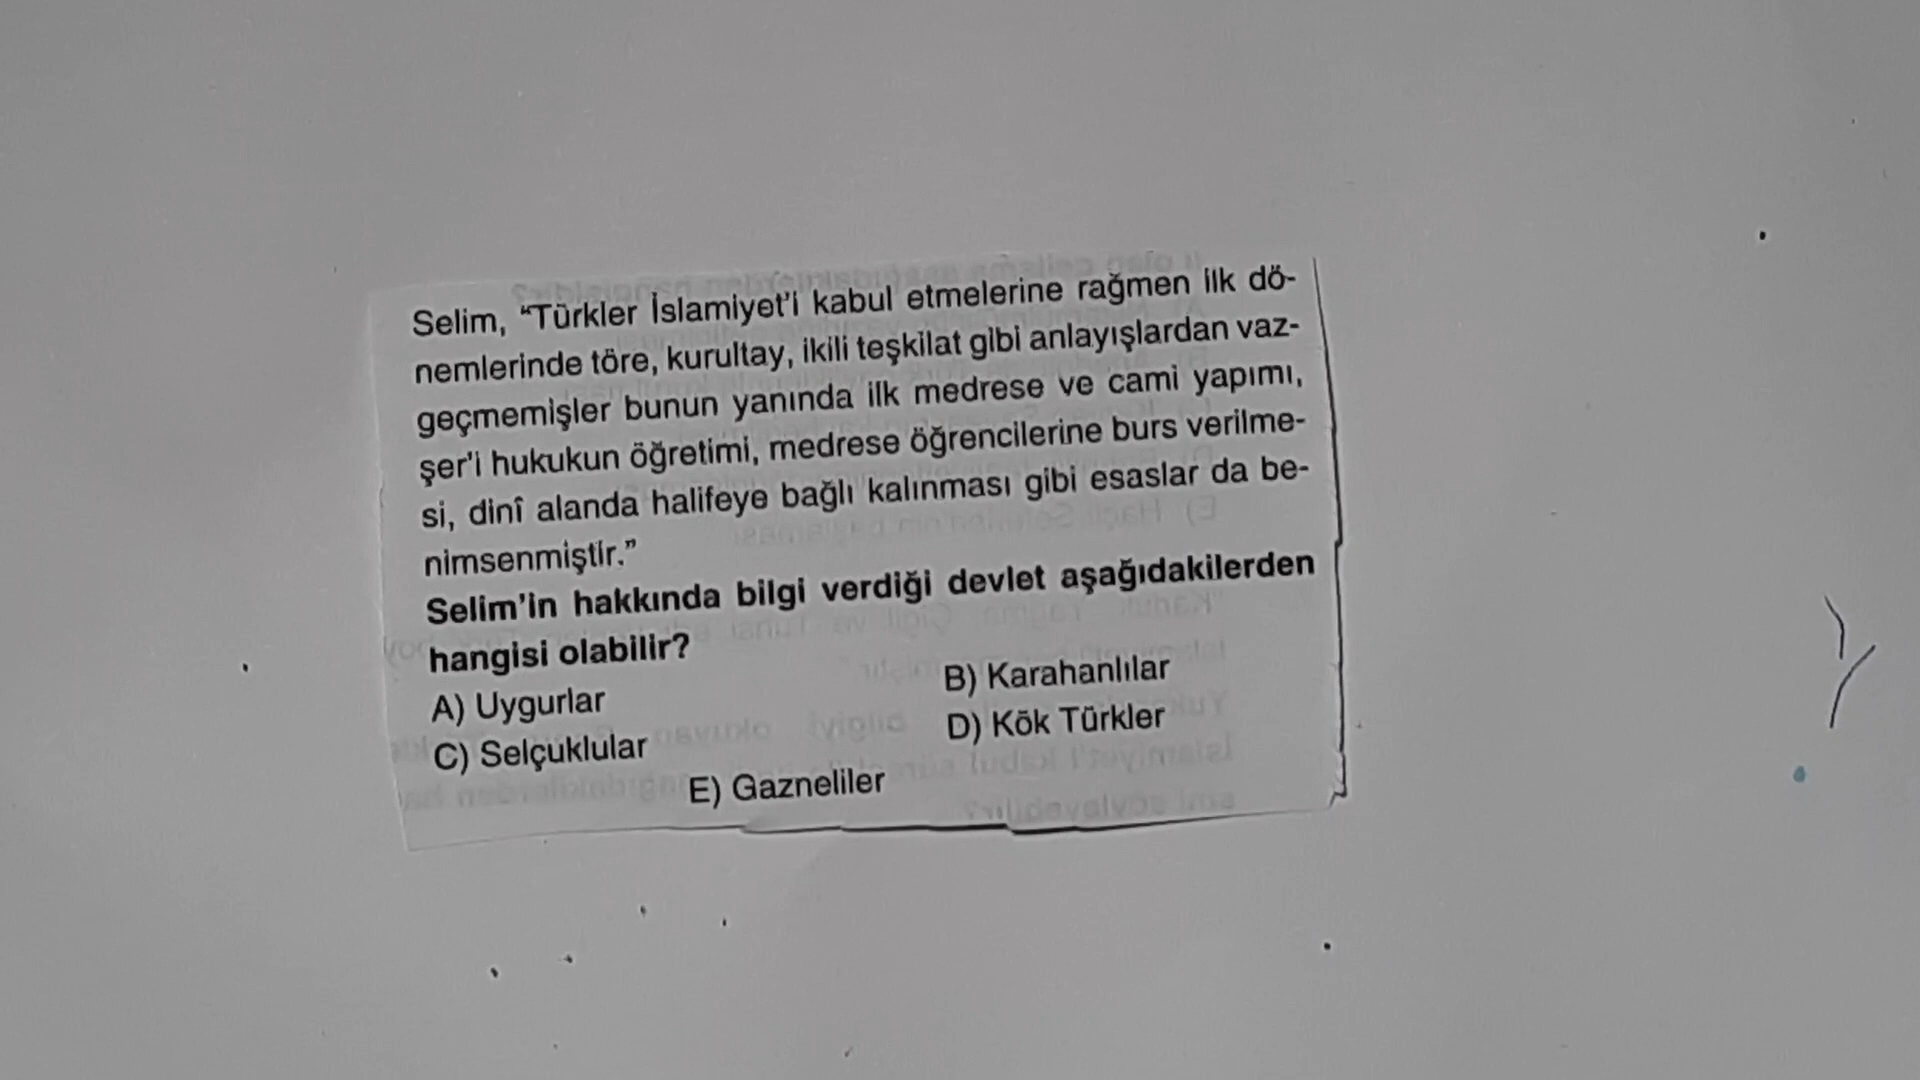 Selim, “Türkler İslamiyet’i kabul etmelerine rağmen ilk dö-
nemlerinde töre, kurultay, ikili teşkilat gibi anlayışlardan vaz-
geçmemişler bunun yanında ilk medrese ve cami yapımı,
şer’i hukukun öğretimi, medrese öğrencilerine burs verilme-
si, dinî alanda halifeye bağlı kalınması gibi esaslar da be-
nimsenmiştir.”
Selim’in hakkında bilgi verdiği devlet aşağıdakilerden
hangisi olabilir?
A) Uygurlar
B) Karahanlılar
C) Selçuklular
D) Kök Türkler
E) Gazneliler